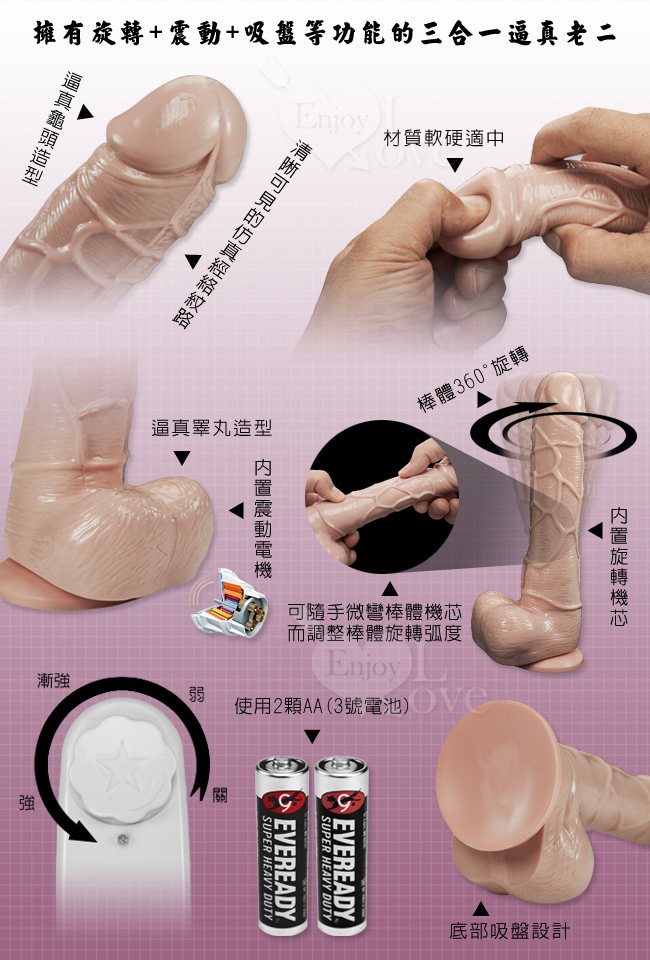 擁有旋轉+震動+吸盤等功能的三合一逼真老二
逼真龜頭造型
清晰可見的仿真經絡紋路
Enjoy Love
材質軟硬適中
棒體360°旋轉
逼真睪丸造型
內置震動電機
內置旋轉機芯
可隨手微彎棒體機芯
而調整棒體旋轉弧度
Enjoy Love
漸強
弱
強
關
使用2顆AA(3號電池)
EVEREADY
SUPER HEAVY DUTY
EVEREADY
SUPER HEAVY DUTY
底部吸盤設計